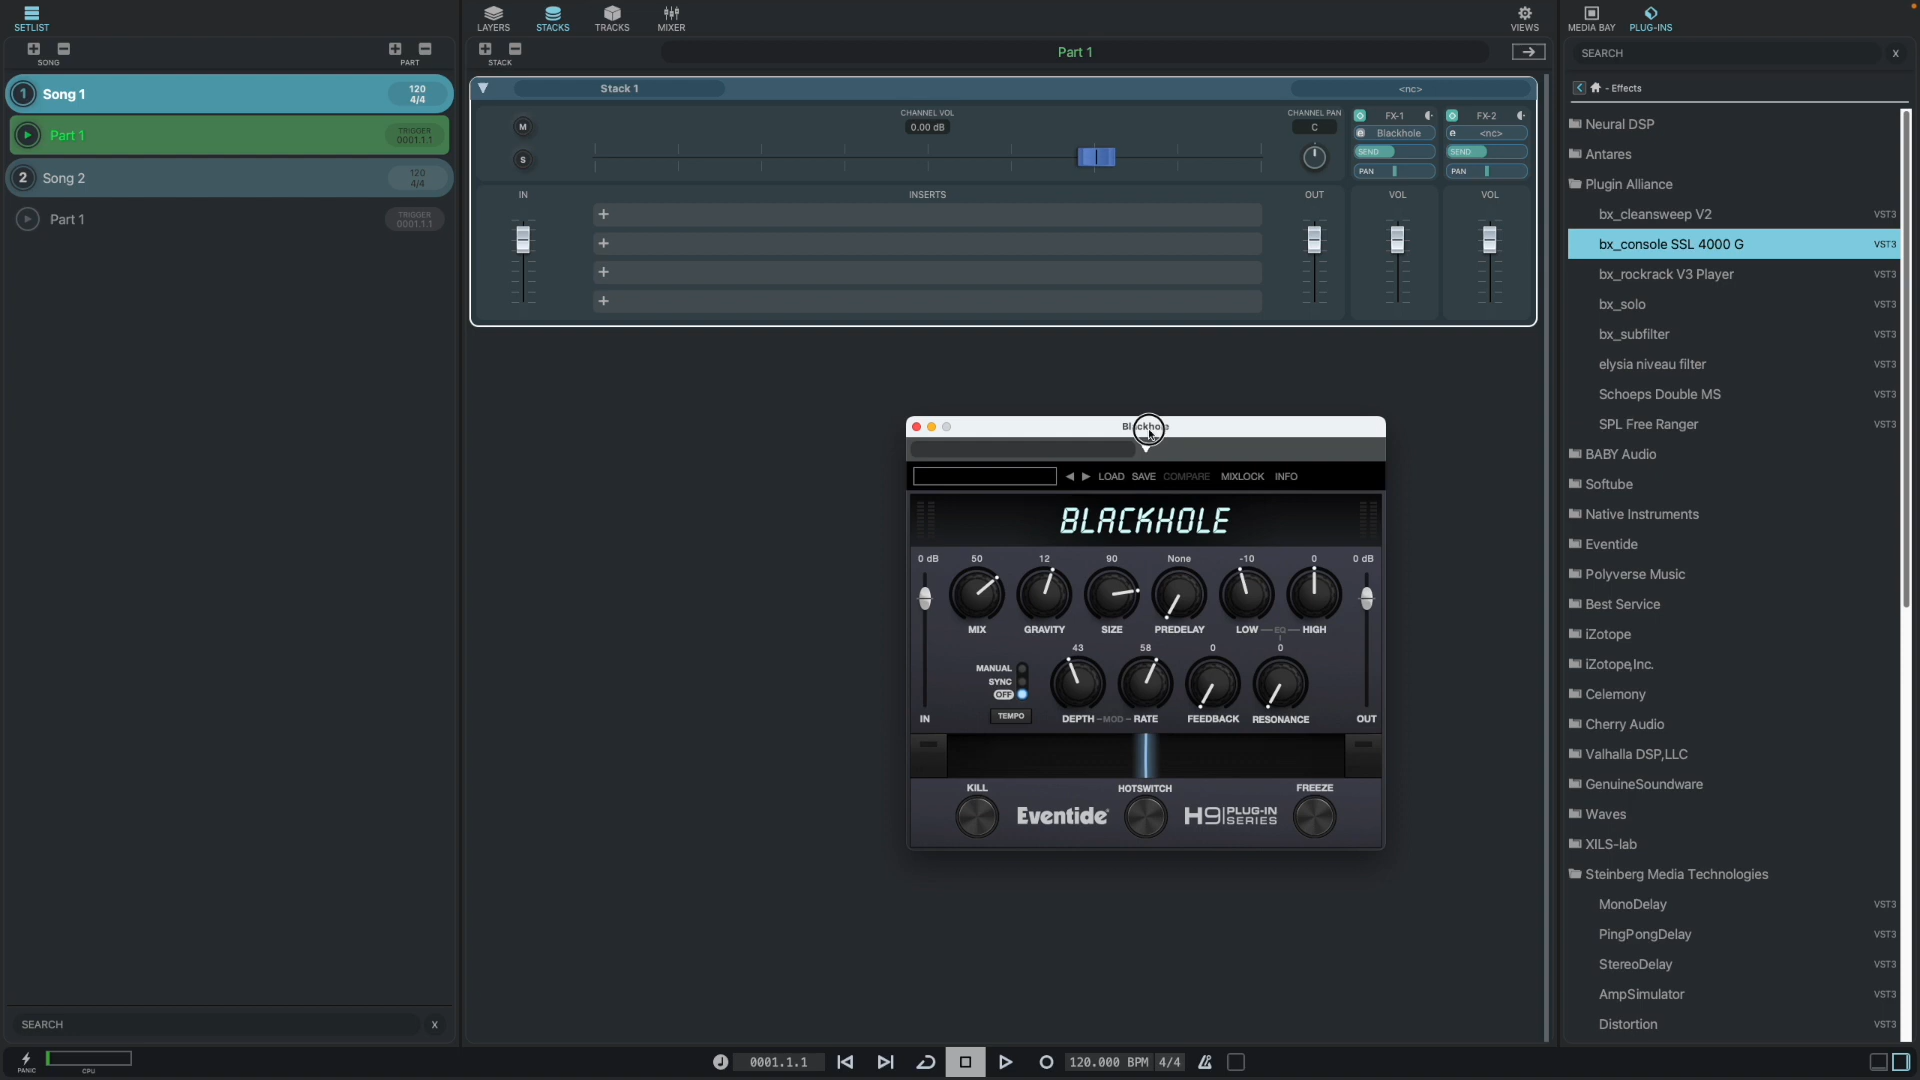 SETLIST
LAYERS
STACKS
TRACKS
MIXER
VIEWS
MEDIA BAY
PLUG-INS
SONG
PART
STACK
Part 1
SEARCH
X
1 Song 1
120
4/4
Part 1
TRIGGER
0001.1.1
2 Song 2
120
4/4
Part 1
TRIGGER
0001.1.1
SEARCH
X
Stack 1
<nc>
M
S
CHANNEL VOL
0.00 dB
CHANNEL PAN
C
FX-1
e Blackhole
SEND
PAN
FX-2
e <nc>
SEND
PAN
IN
INSERTS
OUT
VOL
VOL
+
+
+
+
Blackhole
LOAD SAVE COMPARE MIXLOCK INFO
BLACKHOLE
0 dB 50 12 90 None -10 0 0 dB
MIX GRAVITY SIZE PREDELAY LOW EQ HIGH
43 58 0 0
MANUAL
SYNC
OFF
TEMPO
IN DEPTH MOD RATE FEEDBACK RESONANCE OUT
KILL HOTSWITCH FREEZE
Eventide H9 PLUG-IN SERIES
- Effects
Neural DSP
Antares
Plugin Alliance
bx_cleansweep V2 VST3
bx_console SSL 4000 G VST3
bx_rockrack V3 Player VST3
bx_solo VST3
bx_subfilter VST3
elysia niveau filter VST3
Schoeps Double MS VST3
SPL Free Ranger VST3
BABY Audio
Softube
Native Instruments
Eventide
Polyverse Music
Best Service
iZotope
iZotope,Inc.
Celemony
Cherry Audio
Valhalla DSP,LLC
GenuineSoundware
Waves
XILS-lab
Steinberg Media Technologies
MonoDelay VST3
PingPongDelay VST3
StereoDelay VST3
AmpSimulator VST3
Distortion VST3
PANIC
CPU
0001.1.1
120.000 BPM 4/4